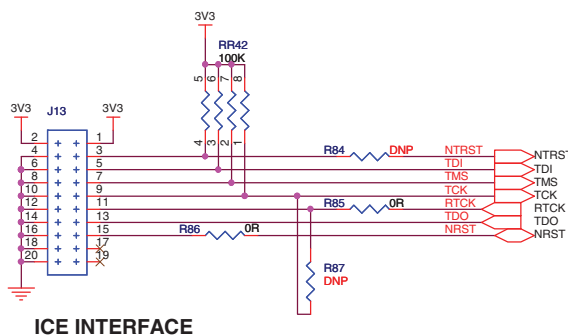 3V3
RR42
100K
5 6 7 8
4 3 2 1
3V3 J13 3V3
2 1
4 3
6 5
8 7
10 9
12 11
14 13
16 15
18 17
20 19
R84 DNP NTRST NTRST
TDI TDI
TMS TMS
TCK TCK
R85 0R RTCK RTCK
TDO TDO
R86 0R NRST NRST
R87
DNP
ICE INTERFACE